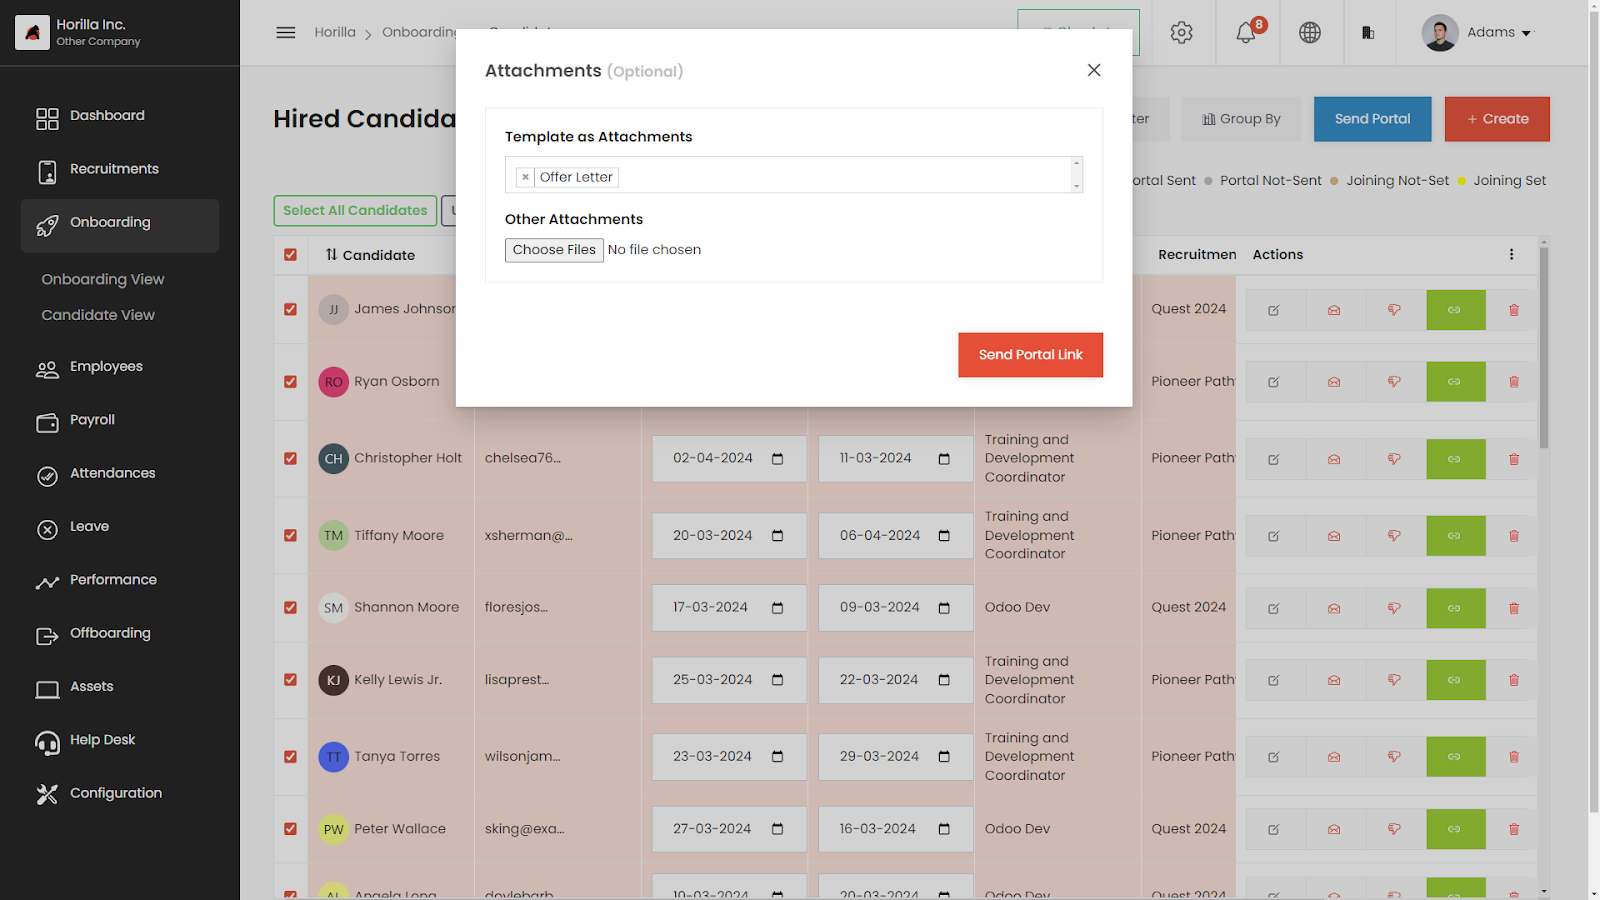 Horilla Inc.
Other Company
Dashboard
Recruitments
Onboarding
Onboarding View
Candidate View
Employees
Payroll
Attendances
Leave
Performance
Offboarding
Assets
Help Desk
Configuration
Horilla
Onboarding
8
Adams
Hired Candida
ter
Group By
Send Portal
+ Create
ortal Sent
Portal Not-Sent
Joining Not-Set
Joining Set
Select All Candidates
Attachments (Optional)
Template as Attachments
× Offer Letter
Other Attachments
Choose Files No file chosen
Send Portal Link
Candidate Recruitmen Actions
JJ James Johnson Quest 2024
RO Ryan Osborn Pioneer Path
CH Christopher Holt chelsea76... 02-04-2024 11-03-2024 Training and Development Coordinator Pioneer Path
TM Tiffany Moore xsherman@... 20-03-2024 06-04-2024 Training and Development Coordinator Pioneer Path
SM Shannon Moore floresjos... 17-03-2024 09-03-2024 Odoo Dev Quest 2024
KJ Kelly Lewis Jr. lisaprest... 25-03-2024 22-03-2024 Training and Development Coordinator Pioneer Path
TT Tanya Torres wilsonjam... 23-03-2024 29-03-2024 Training and Development Coordinator Pioneer Path
PW Peter Wallace sking@exa... 27-03-2024 16-03-2024 Odoo Dev Quest 2024
AL Angela Long doylebarb... 10-03-2024 20-03-2024 Odoo Dev Quest 2024